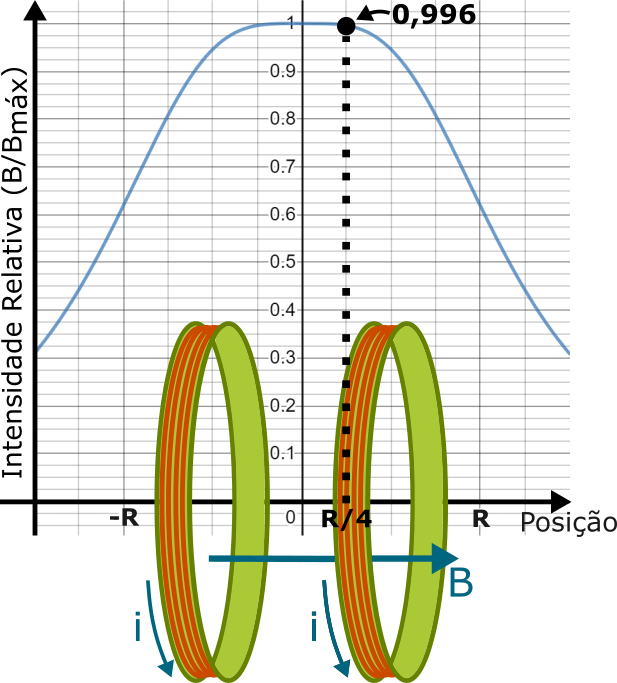 0,996
1
0.9
0.8
0.7
0.6
0.5
0.4
0.3
0.2
0.1
0
Intensidade Relativa (B/Bmáx)
-R
R/4
R
Posição
B
i
i